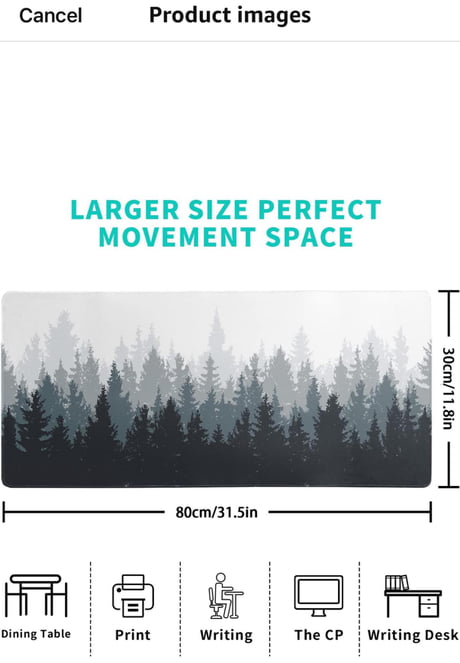 Cancel Product images
LARGER SIZE PERFECT
MOVEMENT SPACE
30cm/11.8in
80cm/31.5in
Dining Table Print Writing The CP Writing Desk